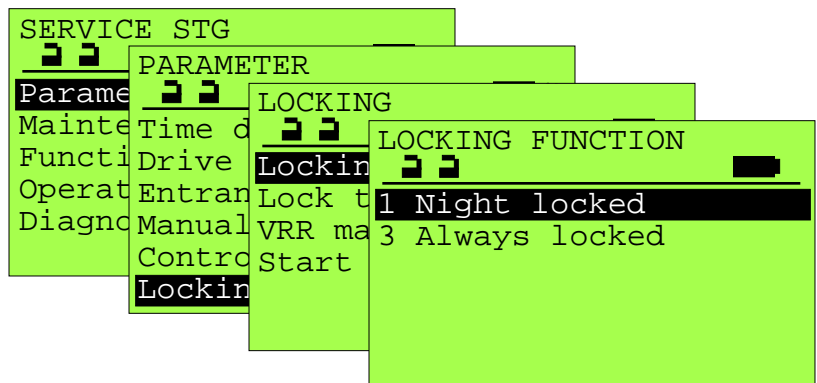 SERVICE STG
Parame
Mainte
Functi
Operat
Diagno
PARAMETER
Time d
Drive
Entran
Manual
Contro
Lockin
LOCKING
Lockin
Lock t
VRR ma
Start
LOCKING FUNCTION
1 Night locked
3 Always locked